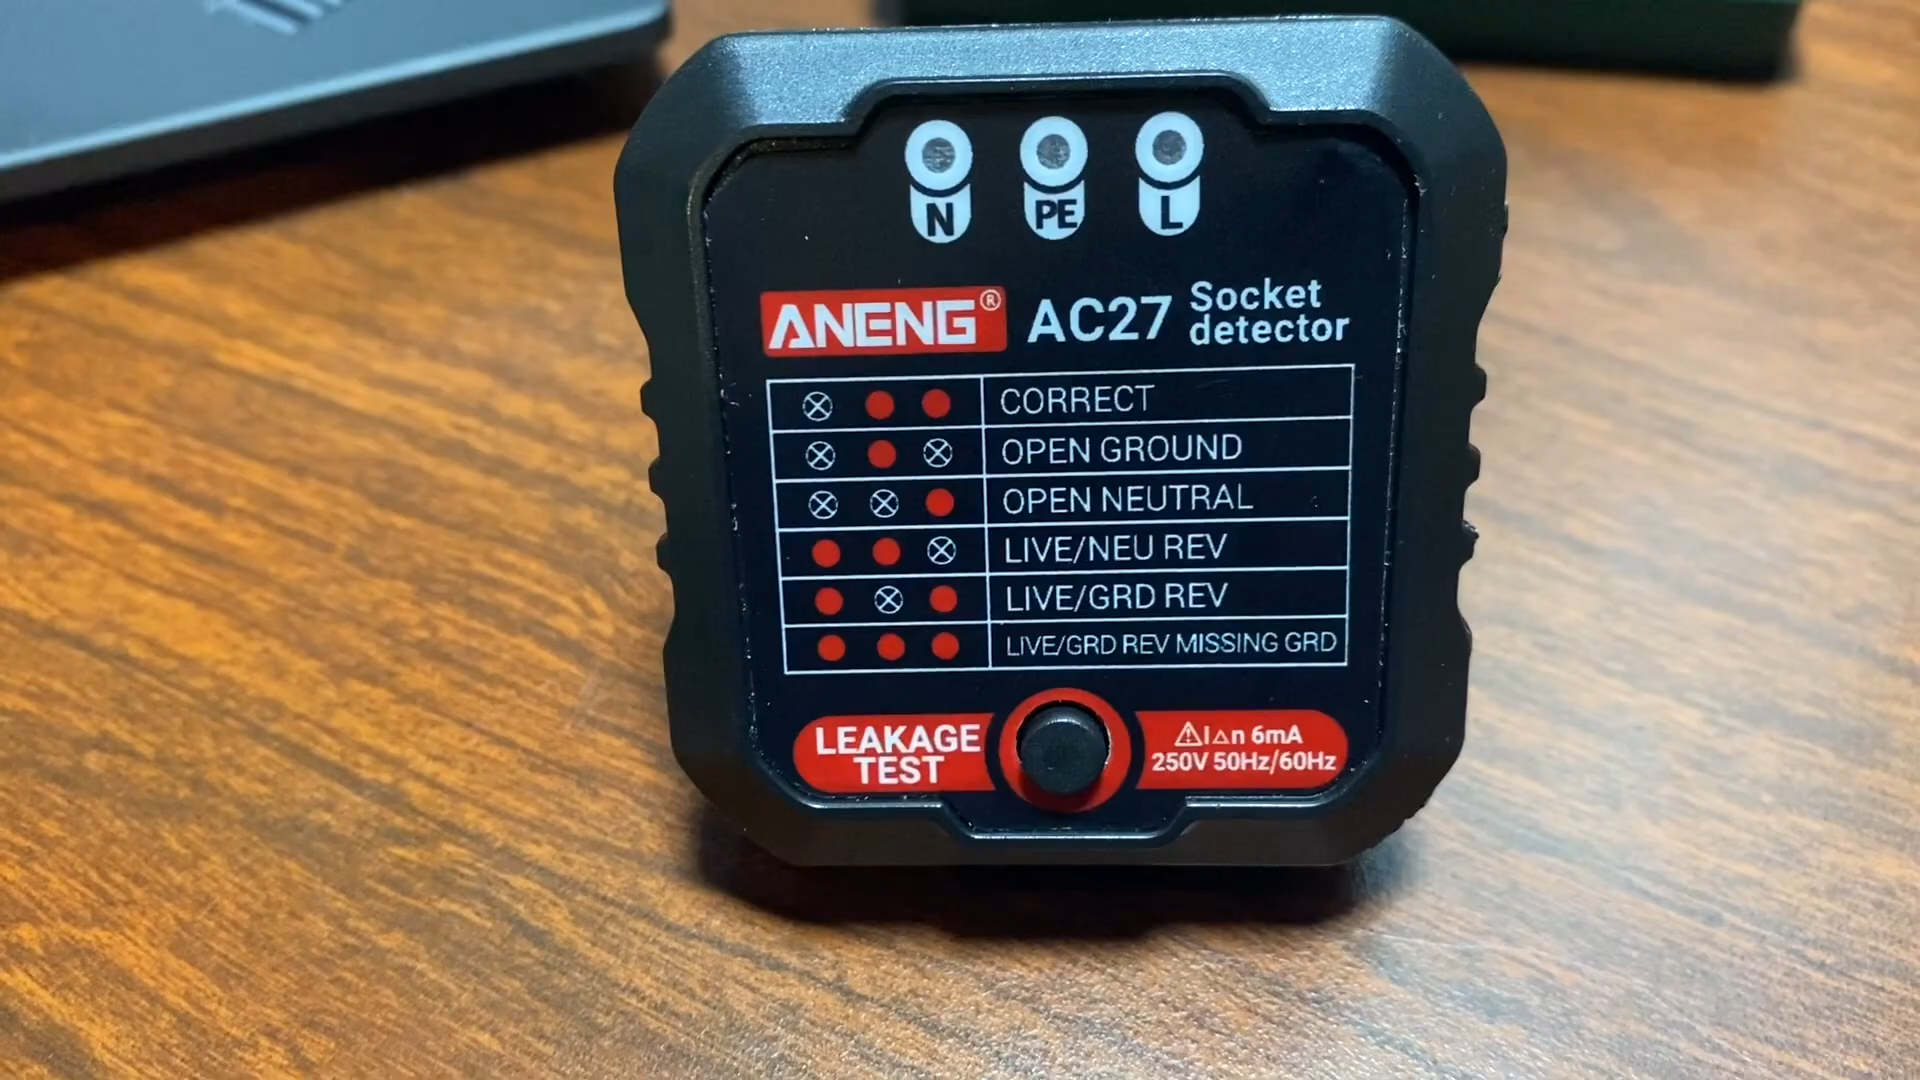 N PE L
ANENG® AC27 Socket detector
CORRECT
OPEN GROUND
OPEN NEUTRAL
LIVE/NEU REV
LIVE/GRD REV
LIVE/GRD REV MISSING GRD
LEAKAGE
TEST
⚠I△n 6mA
250V 50Hz/60Hz